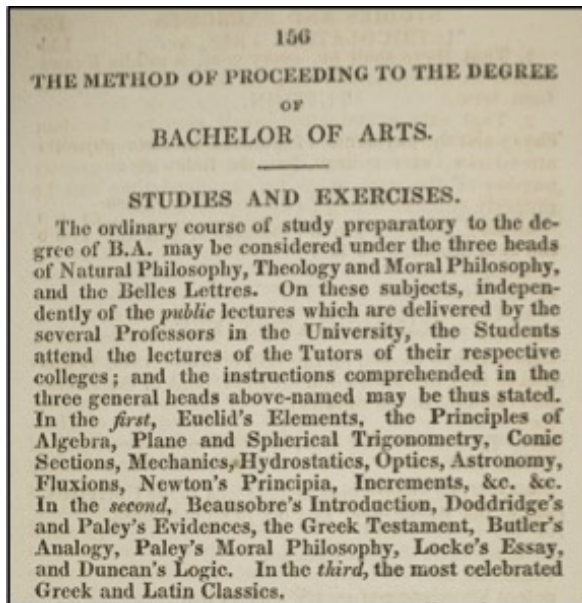 156
THE METHOD OF PROCEEDING TO THE DEGREE
OF
BACHELOR OF ARTS.
STUDIES AND EXERCISES.
The ordinary course of study preparatory to the de-
gree of B.A. may be considered under the three heads
of Natural Philosophy, Theology and Moral Philosophy,
and the Belles Lettres. On these subjects, indepen-
dently of the public lectures which are delivered by the
several Professors in the University, the Students
attend the lectures of the Tutors of their respective
colleges; and the instructions comprehended in the
three general heads above-named may be thus stated.
In the first, Euclid's Elements, the Principles of
Algebra, Plane and Spherical Trigonometry, Conic
Sections, Mechanics, Hydrostatics, Optics, Astronomy,
Fluxions, Newton's Principia, Increments, &c. &c.
In the second, Beausobre's Introduction, Doddridge's
and Paley's Evidences, the Greek Testament, Butler's
Analogy, Paley's Moral Philosophy, Locke's Essay,
and Duncan's Logic. In the third, the most celebrated
Greek and Latin Classics.